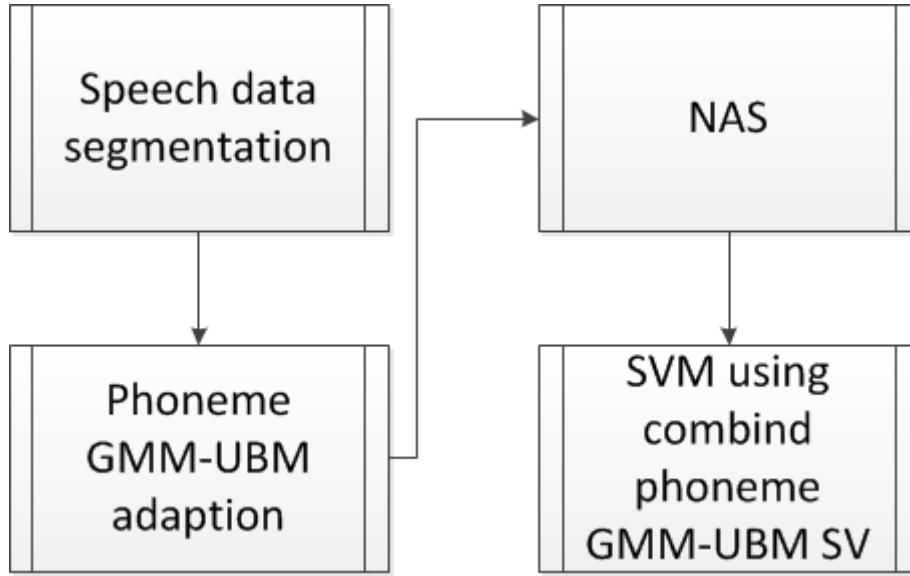 Speech data
segmentation
Phoneme
GMM-UBM
adaption
NAS
SVM using
combind
phoneme
GMM-UBM SV